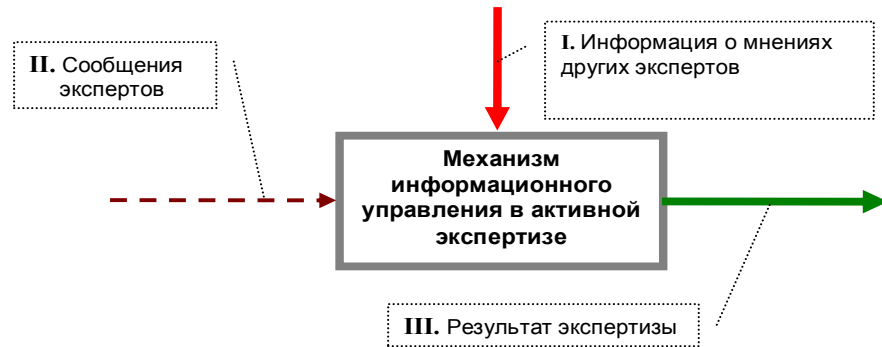 I. Информация о мнениях
других экспертов
II. Сообщения
экспертов
Механизм
информационного
управления в активной
экспертизе
III. Результат экспертизы